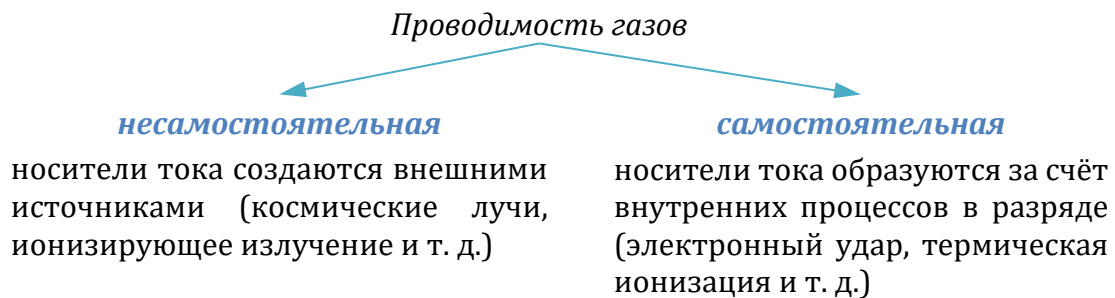 Проводимость газов
несамостоятельная
носители тока создаются внешними
источниками (космические лучи,
ионизирующее излучение и т. д.)
самостоятельная
носители тока образуются за счёт
внутренних процессов в разряде
(электронный удар, термическая
ионизация и т. д.)